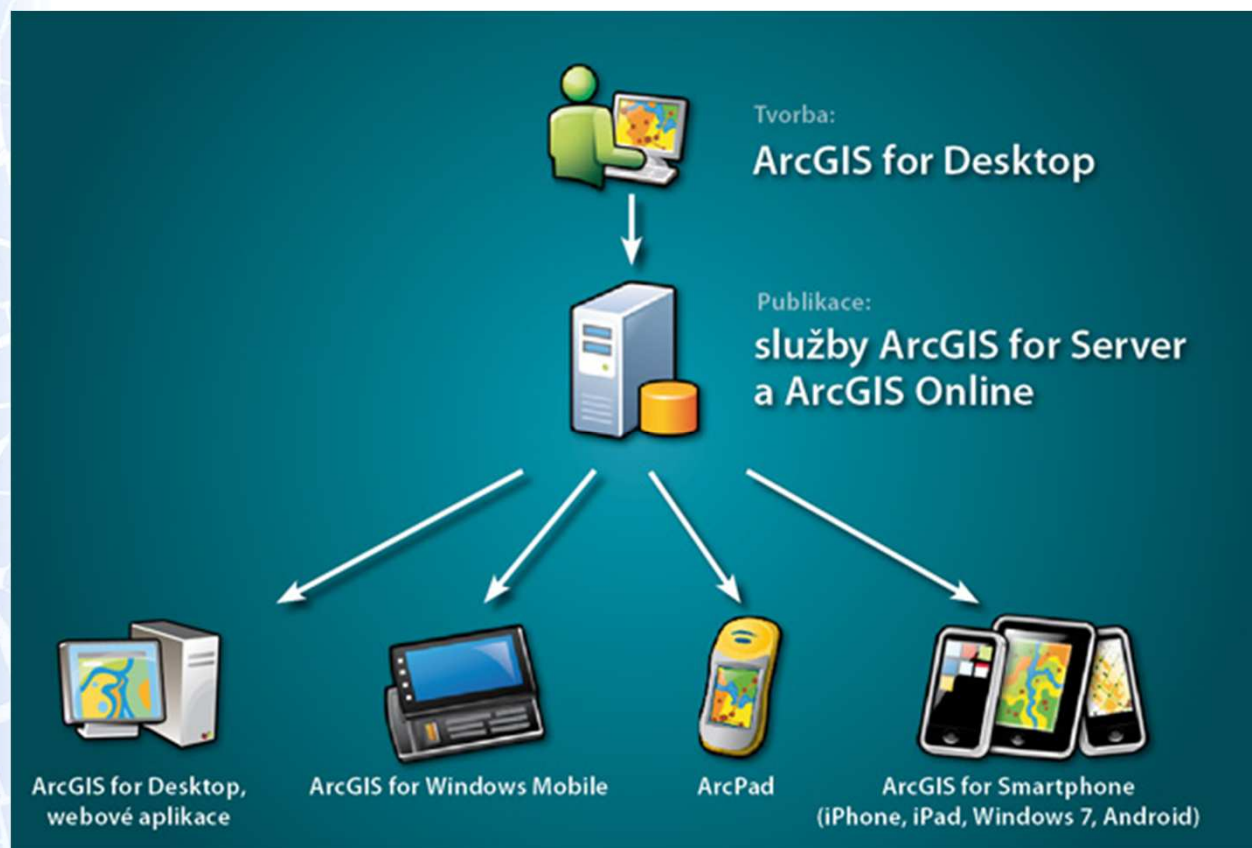 Tvorba:
ArcGIS for Desktop
Publikace:
služby ArcGIS for Server
a ArcGIS Online
ArcGIS for Desktop,
webové aplikace
ArcGIS for Windows Mobile
ArcPad
ArcGIS for Smartphone
(iPhone, iPad, Windows 7, Android)